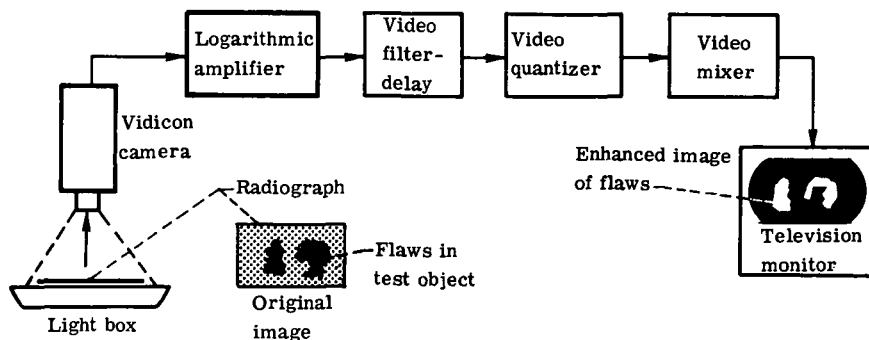 Logarithmic
amplifier
Video
filter-
delay
Video
quantizer
Video
mixer
Vidicon
camera
Enhanced image
of flaws
Radiograph
Flaws in
test object
Television
monitor
Light box
Original
image